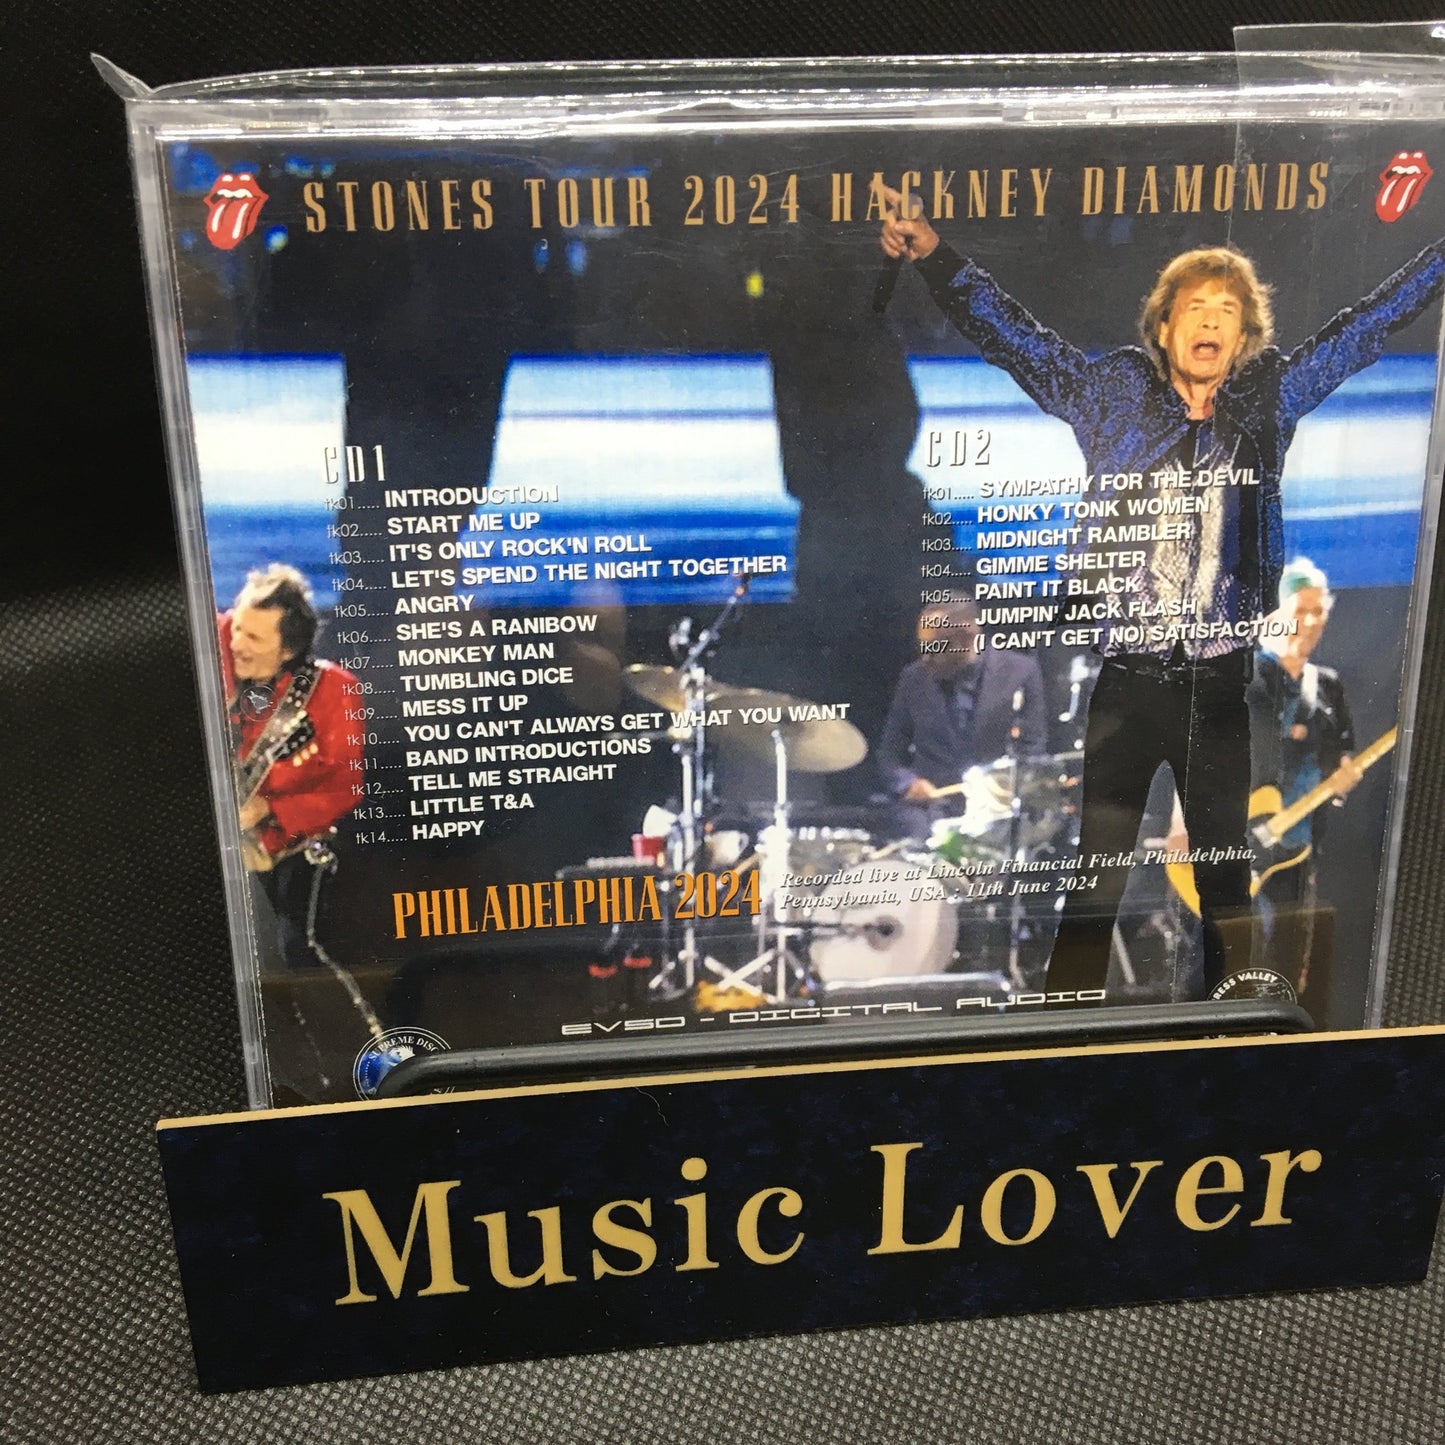 STONES TOUR 2024 HACKNEY DIAMONDS
CD1
tk01..... INTRODUCTION
tk02..... START ME UP
tk03..... IT'S ONLY ROCK'N ROLL
tk04..... LET'S SPEND THE NIGHT TOGETHER
tk05..... ANGRY
tk06..... SHE'S A RANIBOW
tk07..... MONKEY MAN
tk08..... TUMBLING DICE
tk09..... MESS IT UP
tk10..... YOU CAN'T ALWAYS GET WHAT YOU WANT
tk11..... BAND INTRODUCTIONS
tk12..... TELL ME STRAIGHT
tk13..... LITTLE T&A
tk14..... HAPPY
CD2
tk01..... SYMPATHY FOR THE DEVIL
tk02..... HONKY TONK WOMEN
tk03..... MIDNIGHT RAMBLER
tk04..... GIMME SHELTER
tk05..... PAINT IT BLACK
tk06..... JUMPIN' JACK FLASH
tk07..... (I CAN'T GET NO) SATISFACTION
PHILADELPHIA 2024
Recorded live at Lincoln Financial Field, Philadelphia,
Pennsylvania, USA : 11th June 2024
EVSD - DIGITAL AUDIO
SUPREME DISC
RESS VALLEY
Music Lover